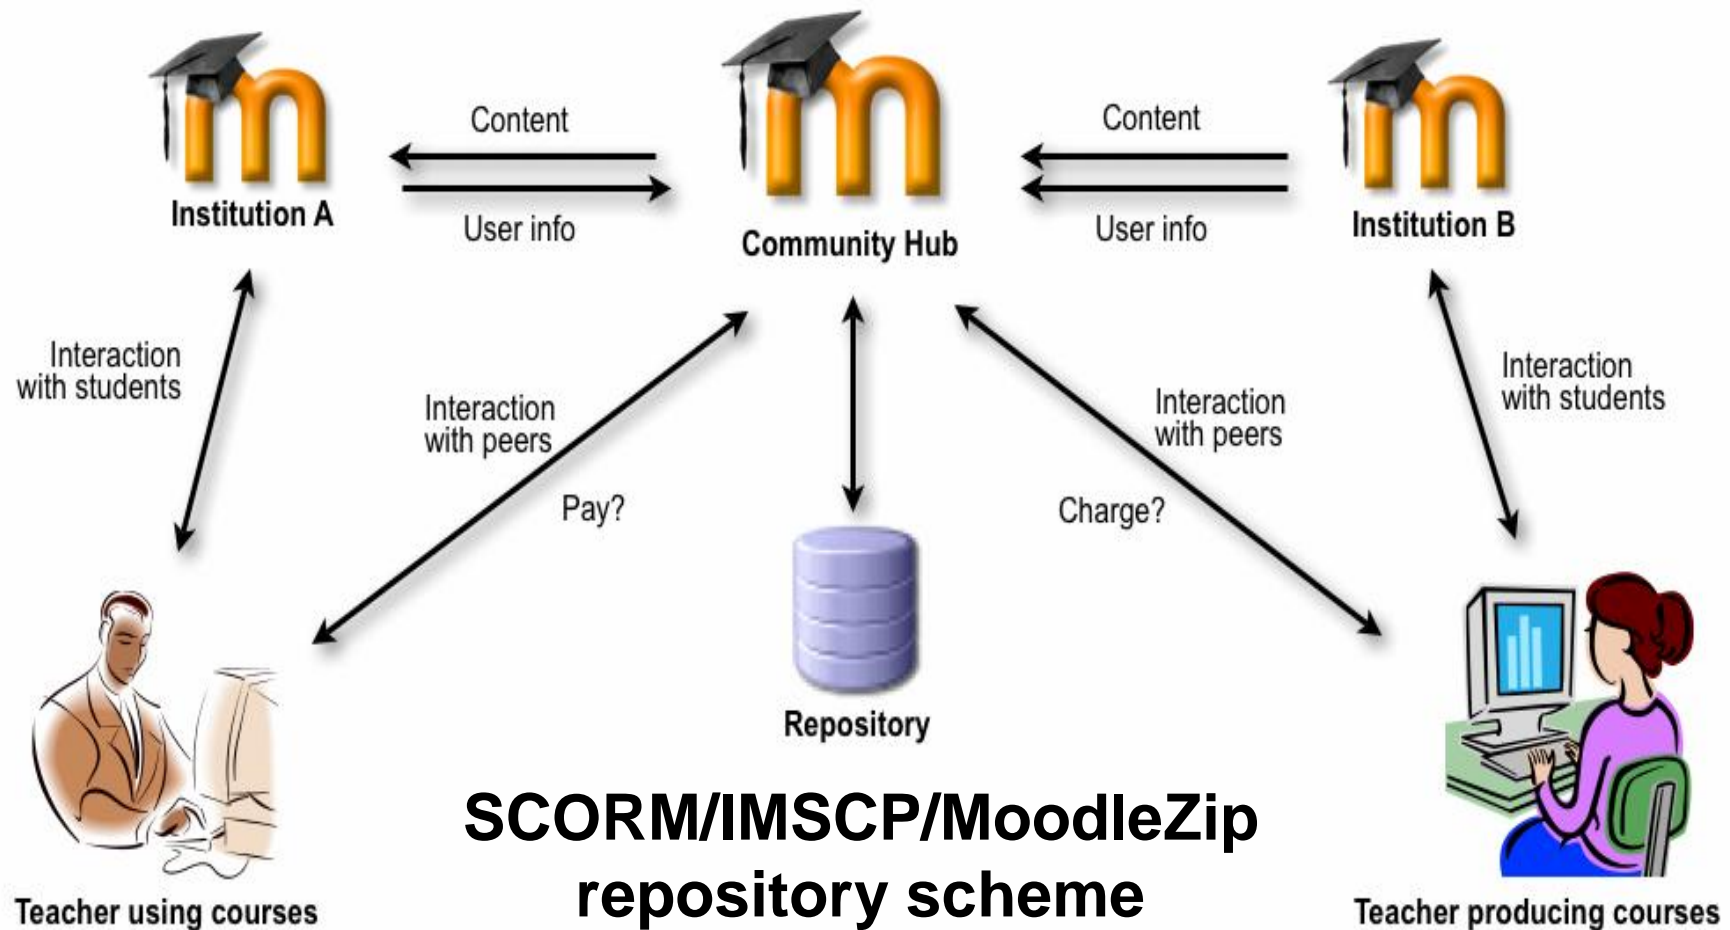 Content
Content
Institution A
User info
Community Hub
User info
Institution B
Interaction
with students
Interaction
with peers
Pay?
Interaction
with peers
Charge?
Interaction
with students
Repository
SCORM/IMSCP/MoodleZip
repository scheme
Teacher using courses
Teacher producing courses